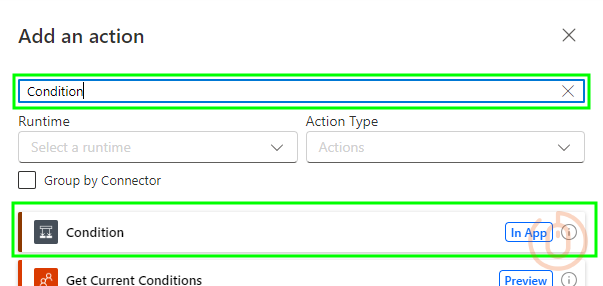 Add an action
Condition
Runtime Action Type
Select a runtime Actions
Group by Connector
Condition In App
Get Current Conditions Preview